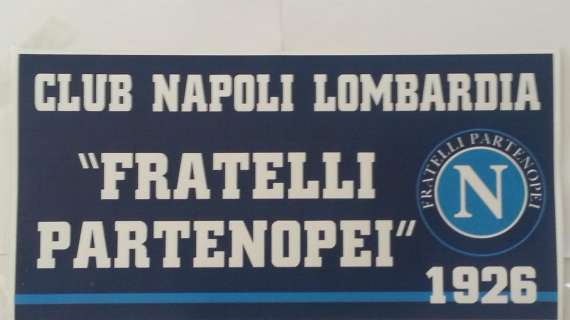 CLUB NAPOLI LOMBARDIA
"FRATELLI
PARTENOPEI"
FRATELLI PARTENOPEI
N
1926